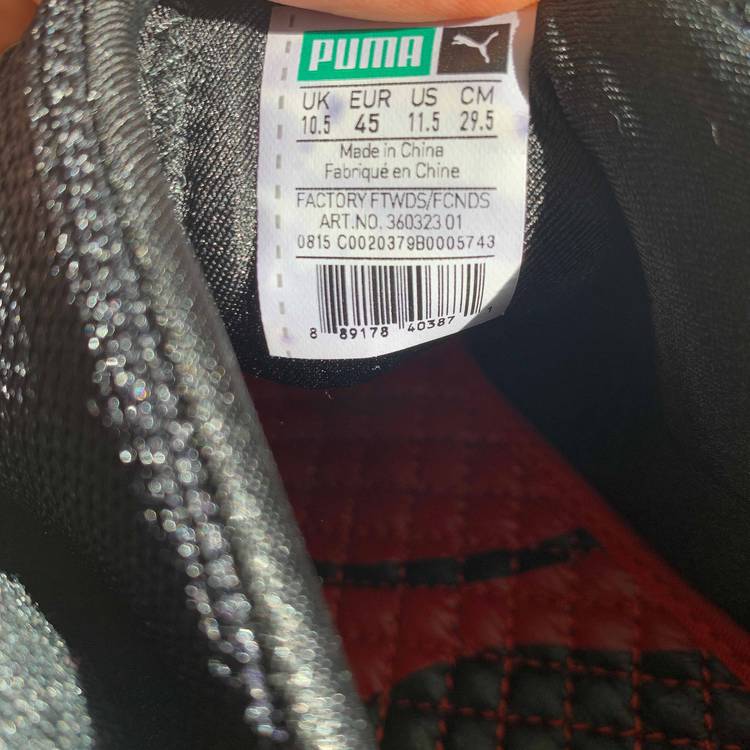 PUMA
UK EUR US CM
10.5 45 11.5 29.5
Made in China
Fabriqué en Chine
FACTORY FTWDS/FCNDS
ART.NO. 360323 01
0815 C0020379B0005743
8 89178 40387 1